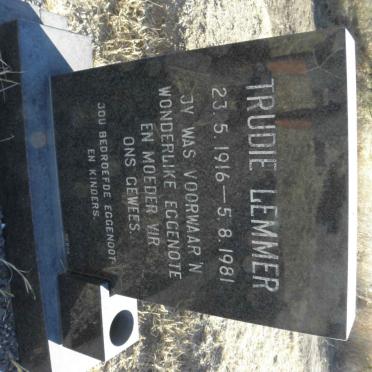 TRUDIE LEMMER
23.5.1916—5.8.1981
JY WAS VOORWAAR 'N
WONDERLIKE EGGENOTE
EN MOEDER VIR
ONS GEWEES.
JOU BEDROEFDE EGGENOOT
EN KINDERS.